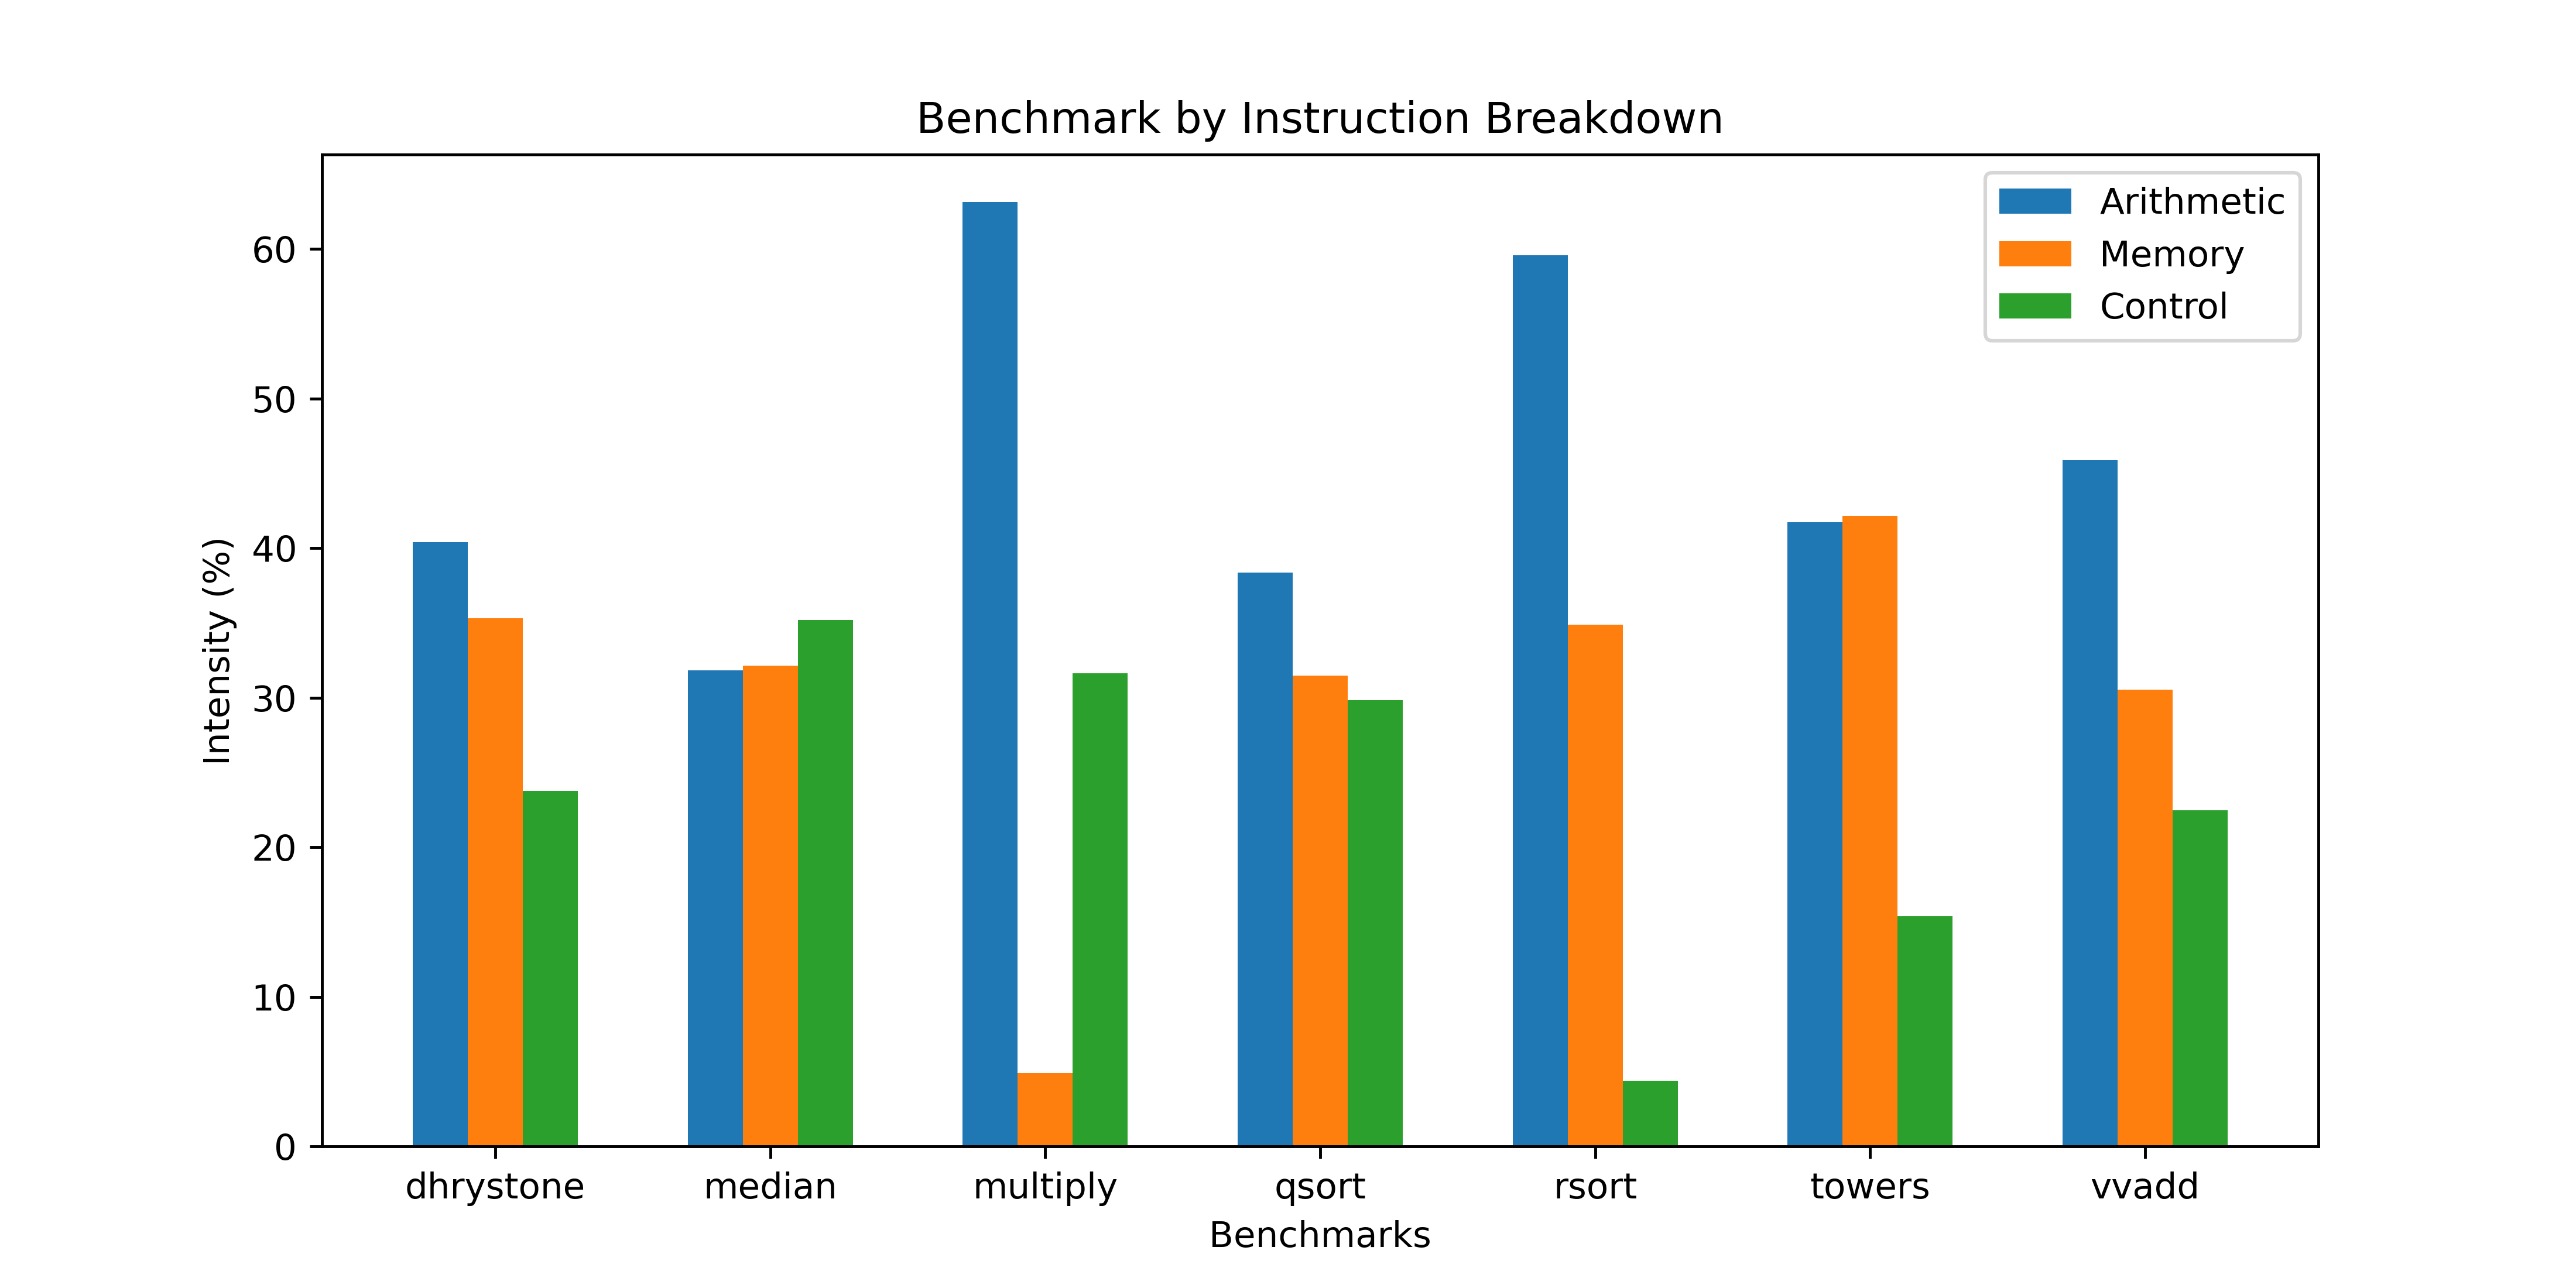 Benchmark by Instruction Breakdown
Arithmetic
Memory
Control
Intensity (%)
60
50
40
30
20
10
0
dhrystone median multiply qsort rsort towers vvadd
Benchmarks